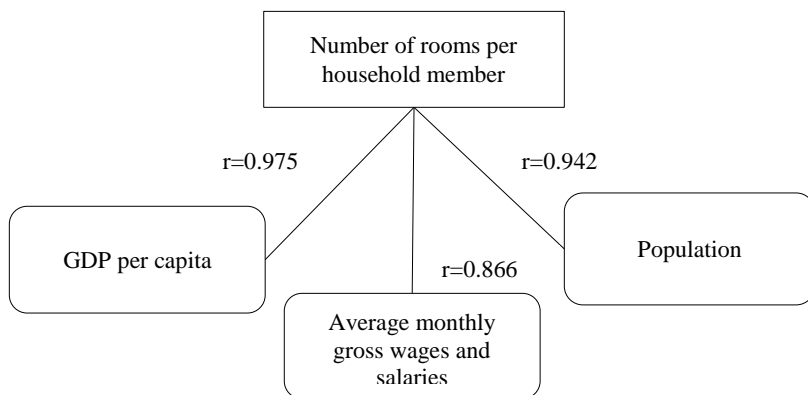 Number of rooms per
household member
r=0.975
r=0.942
GDP per capita
Population
r=0.866
Average monthly
gross wages and
salaries